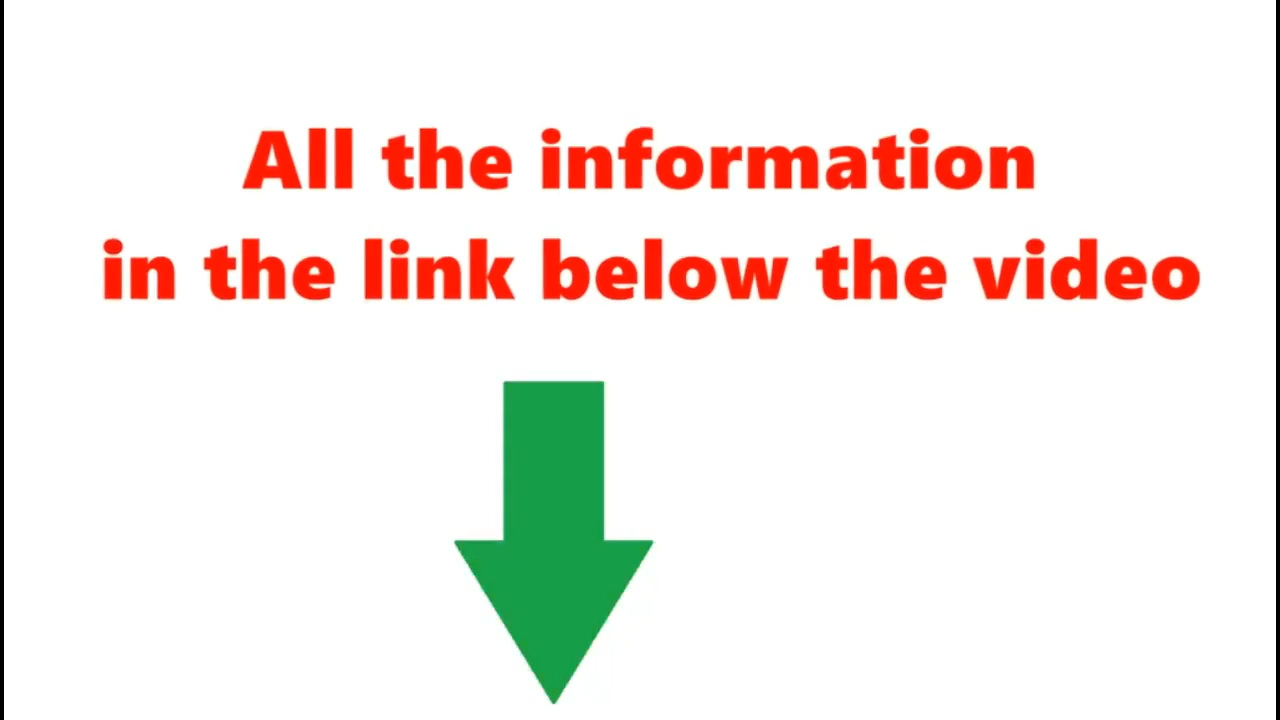 All the information
in the link below the video